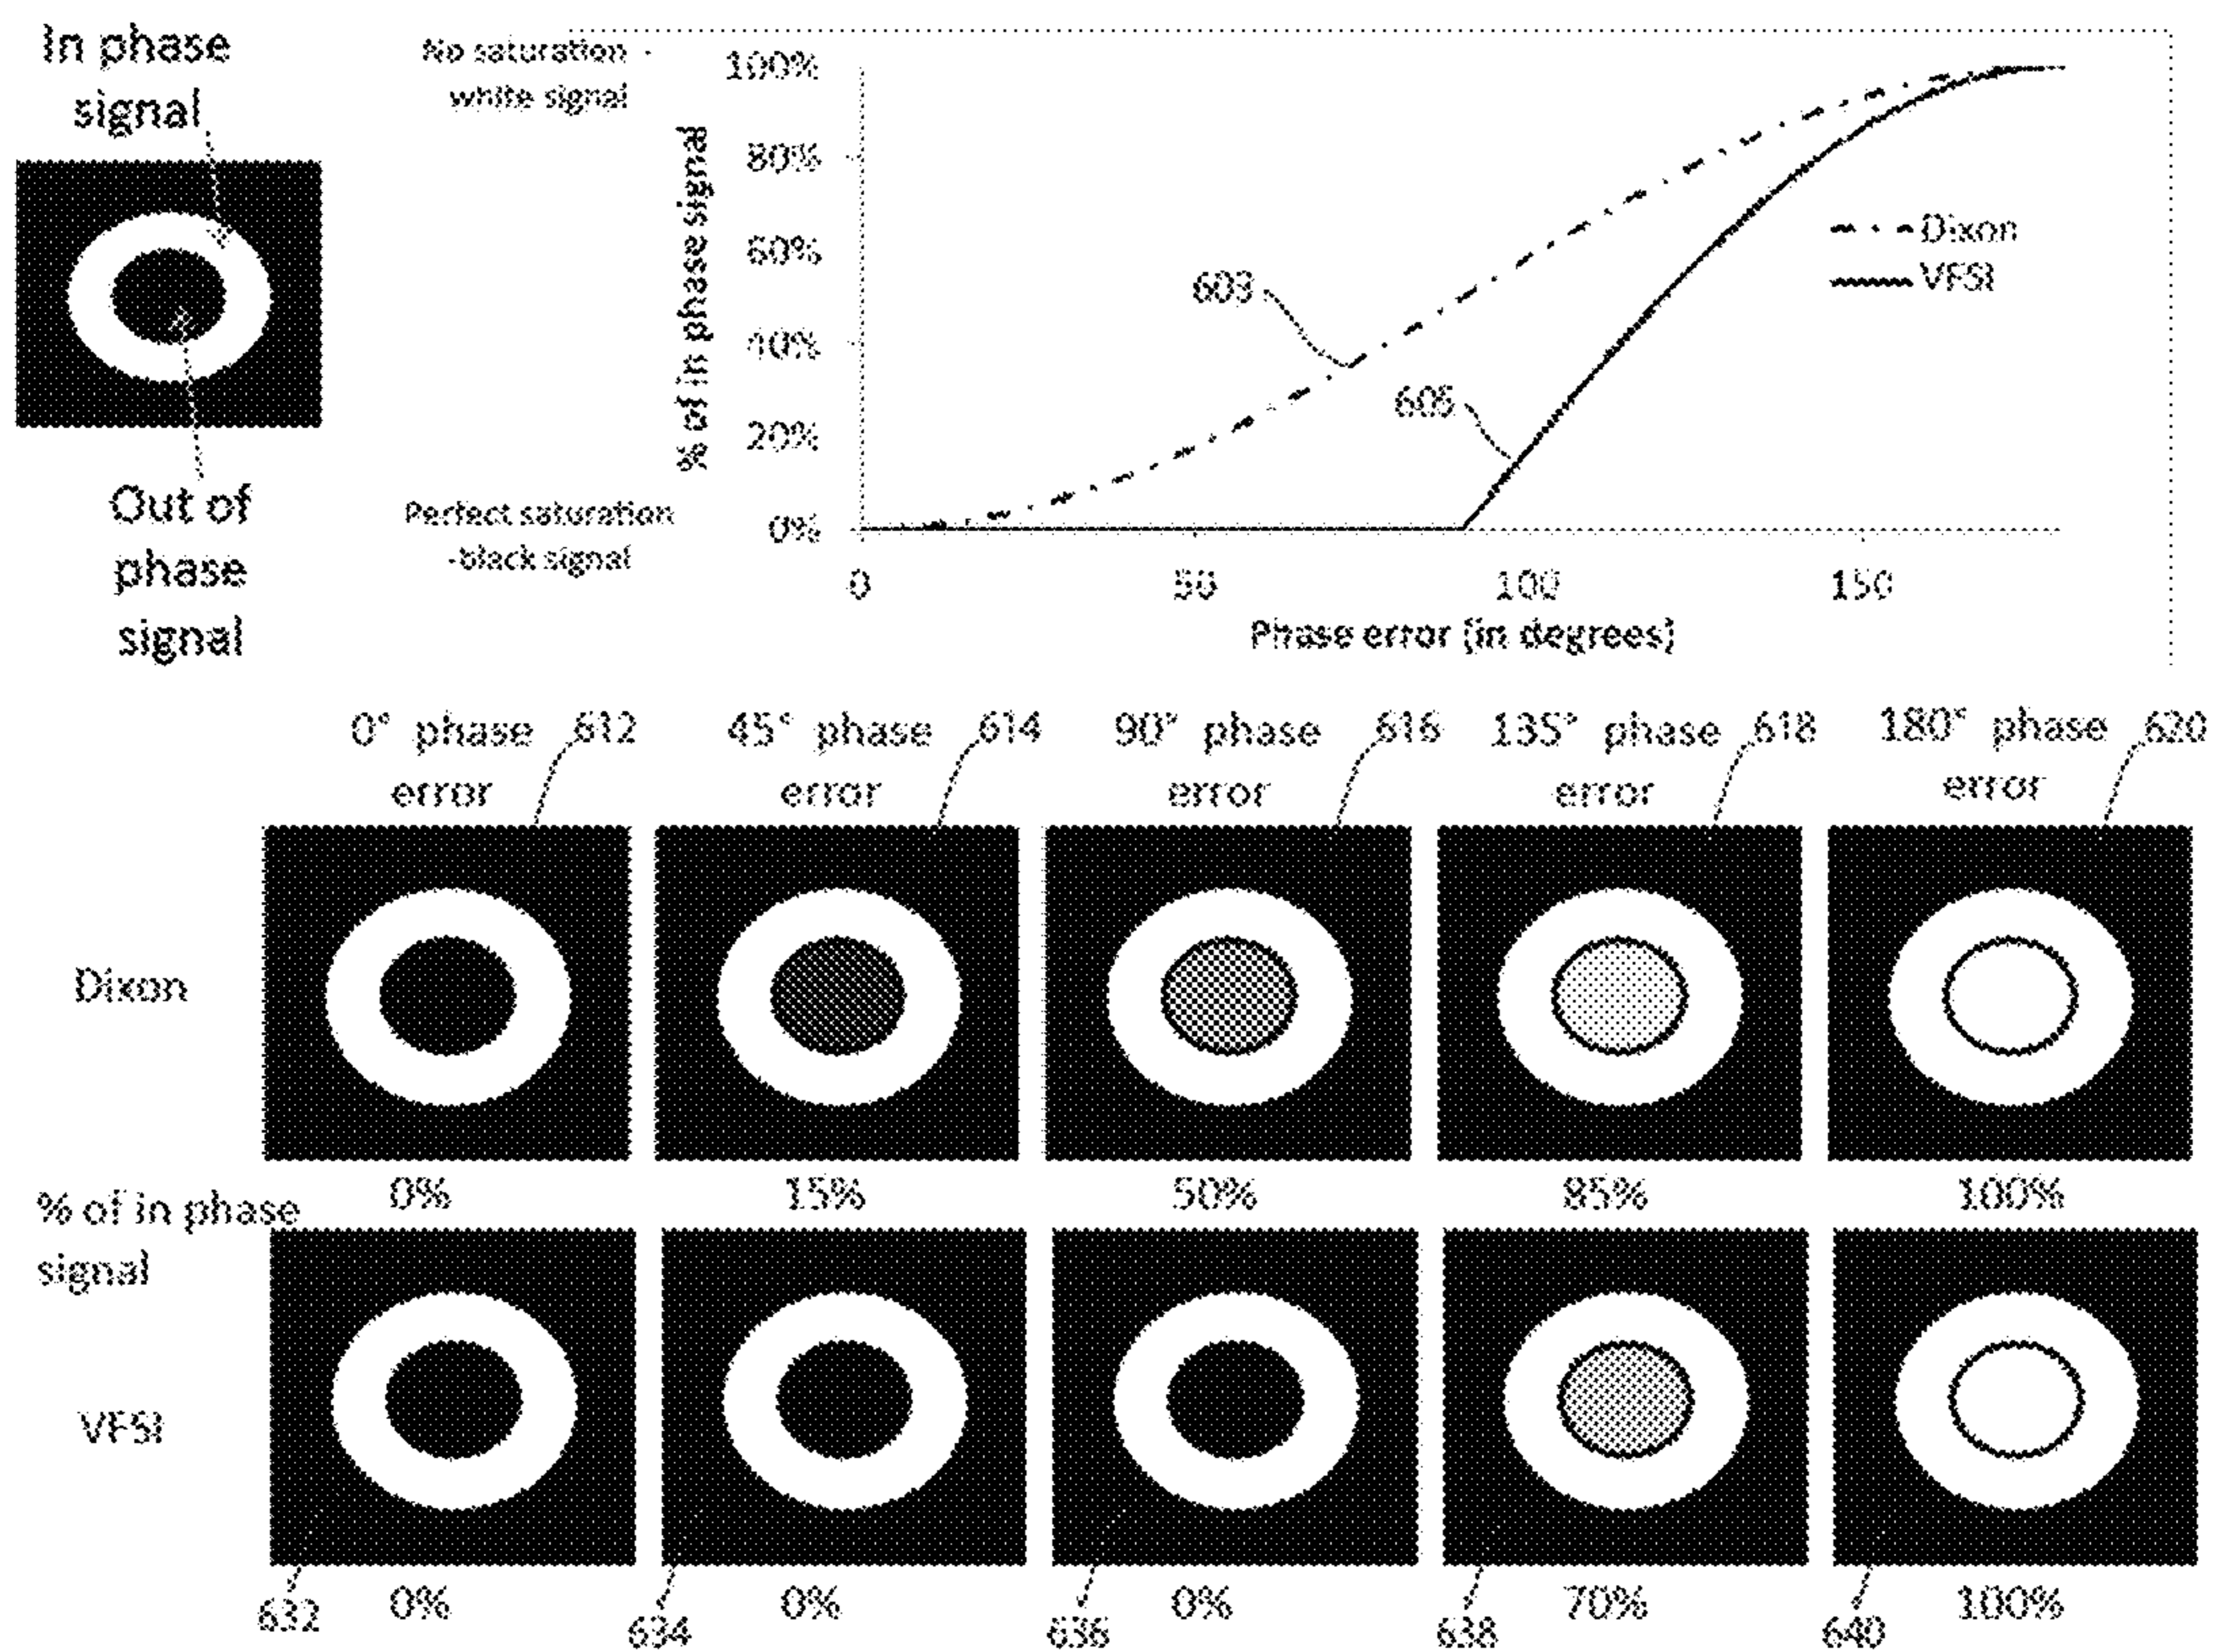 In phase
signal
Out of
phase
signal
No saturation -
white signal
Perfect saturation
-black signal
% of in phase signal
100%
80%
60%
40%
20%
0%
0
50
100
150
Phase error (in degrees)
603
605
Dixon
VFSI
0° phase
error
612
45° phase
error
614
90° phase
error
616
135° phase
error
618
180° phase
error
620
Dixon
0%
15%
50%
85%
100%
% of in phase
signal
VFSI
0%
0%
0%
70%
100%
632
634
636
638
640